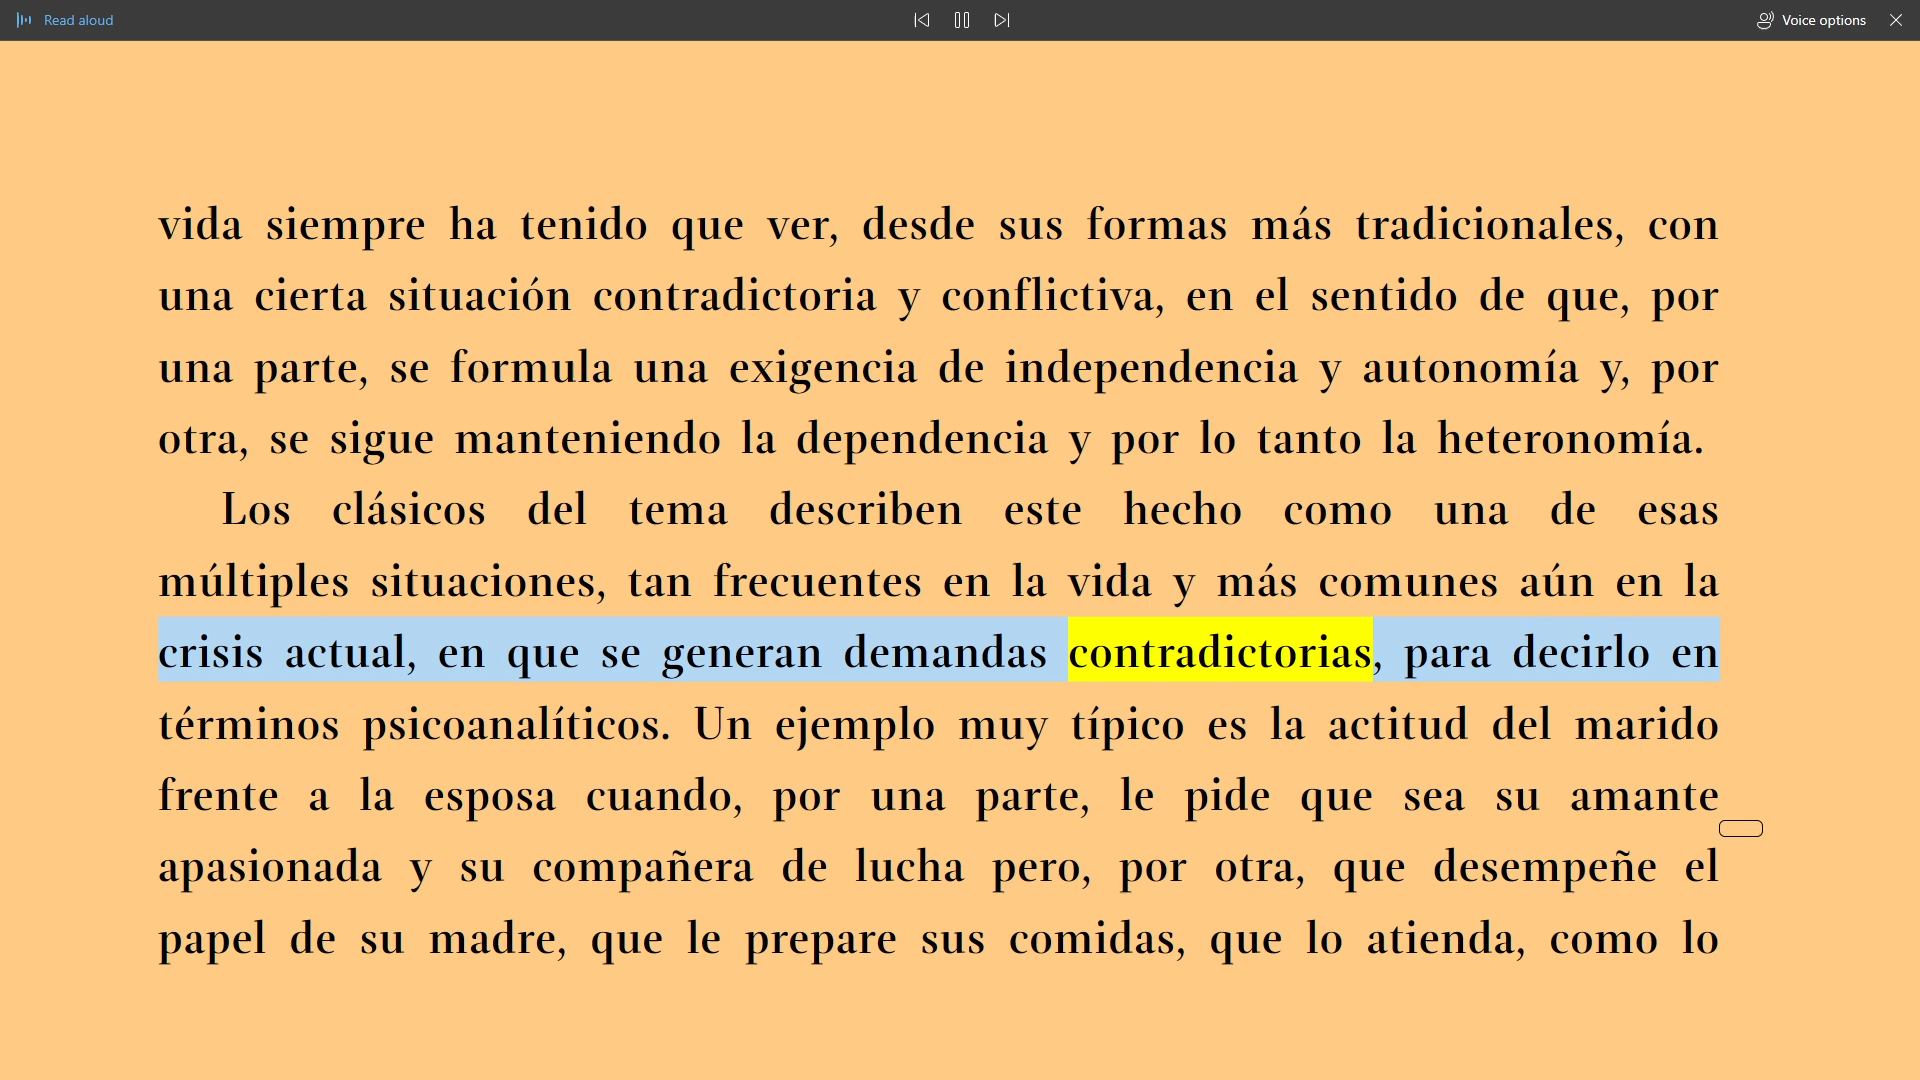 Read aloud
Voice options
vida siempre ha tenido que ver, desde sus formas más tradicionales, con
una cierta situación contradictoria y conflictiva, en el sentido de que, por
una parte, se formula una exigencia de independencia y autonomía y, por
otra, se sigue manteniendo la dependencia y por lo tanto la heteronomía.
Los clásicos del tema describen este hecho como una de esas
múltiples situaciones, tan frecuentes en la vida y más comunes aún en la
crisis actual, en que se generan demandas contradictorias, para decirlo en
términos psicoanalíticos. Un ejemplo muy típico es la actitud del marido
frente a la esposa cuando, por una parte, le pide que sea su amante
apasionada y su compañera de lucha pero, por otra, que desempeñe el
papel de su madre, que le prepare sus comidas, que lo atienda, como lo